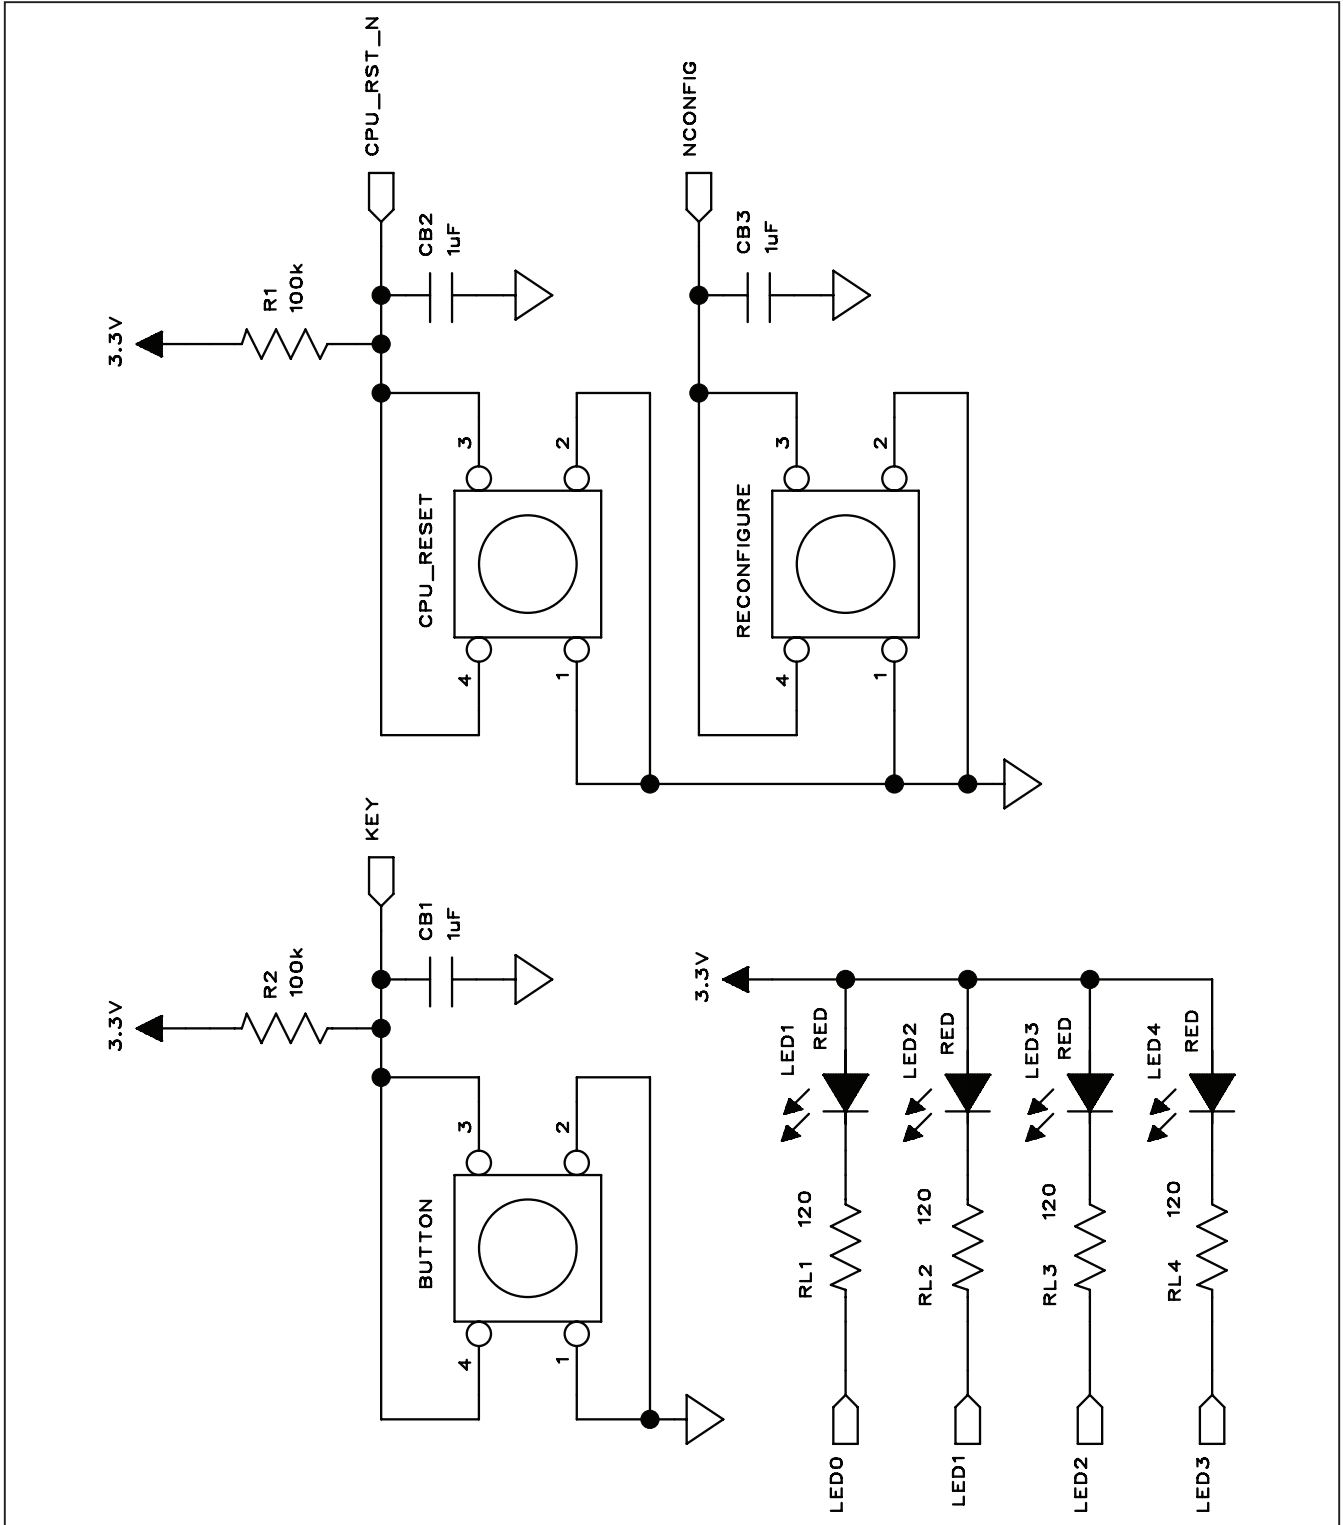 3.3V
R2
100k
KEY
CB1
1uF
BUTTON
3
2
4
1
3.3V
R1
100k
CPU_RST_N
CB2
1uF
CPU_RESET
3
2
4
1
NCONFIG
CB3
1uF
RECONFIGURE
3
2
4
1
3.3V
LED1
RED
RL1
120
LED0
LED2
RED
RL2
120
LED1
LED3
RED
RL3
120
LED2
LED4
RED
RL4
120
LED3